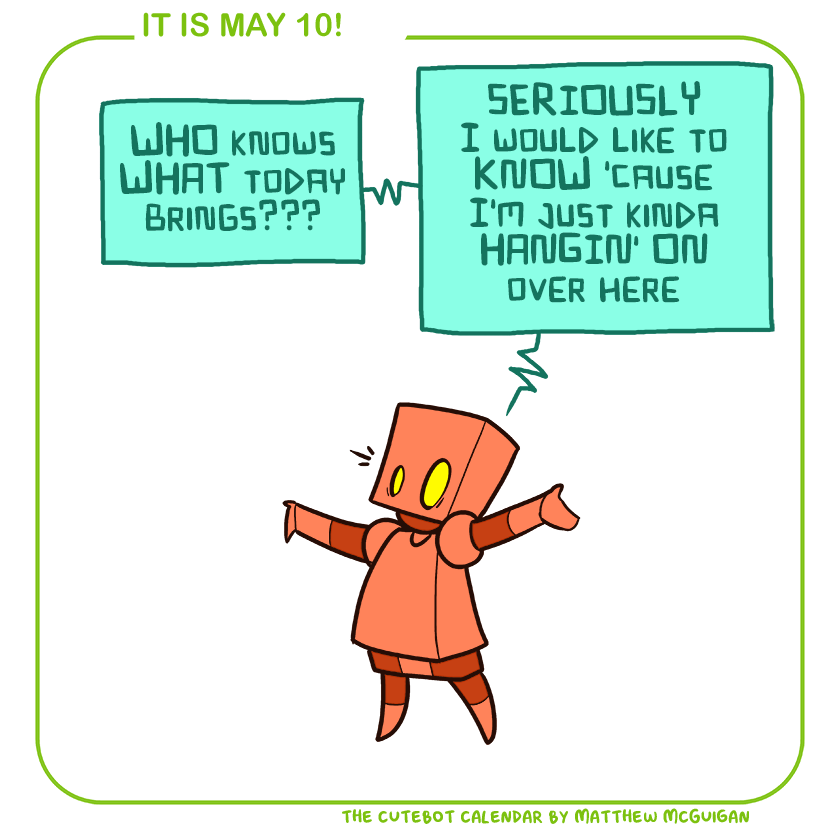 IT IS MAY 10!
WHO KNOWS
WHAT TODAY
BRINGS???
SERIOUSLY
I WOULD LIKE TO
KNOW 'CAUSE
I'M JUST KINDA
HANGIN' ON
OVER HERE
THE CUTEBOT CALENDAR BY MATTHEW MCGUIGAN